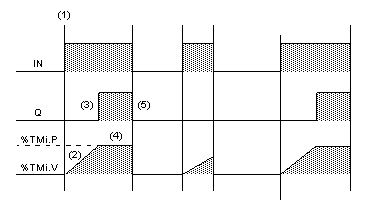 (1)
IN
(3) (5)
Q
(4)
%TMi.P
(2)
%TMi.V